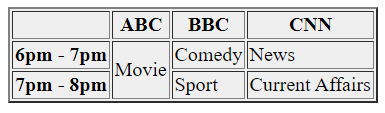 ABC BBC CNN
6pm - 7pm Movie Comedy News
7pm - 8pm Sport Current Affairs